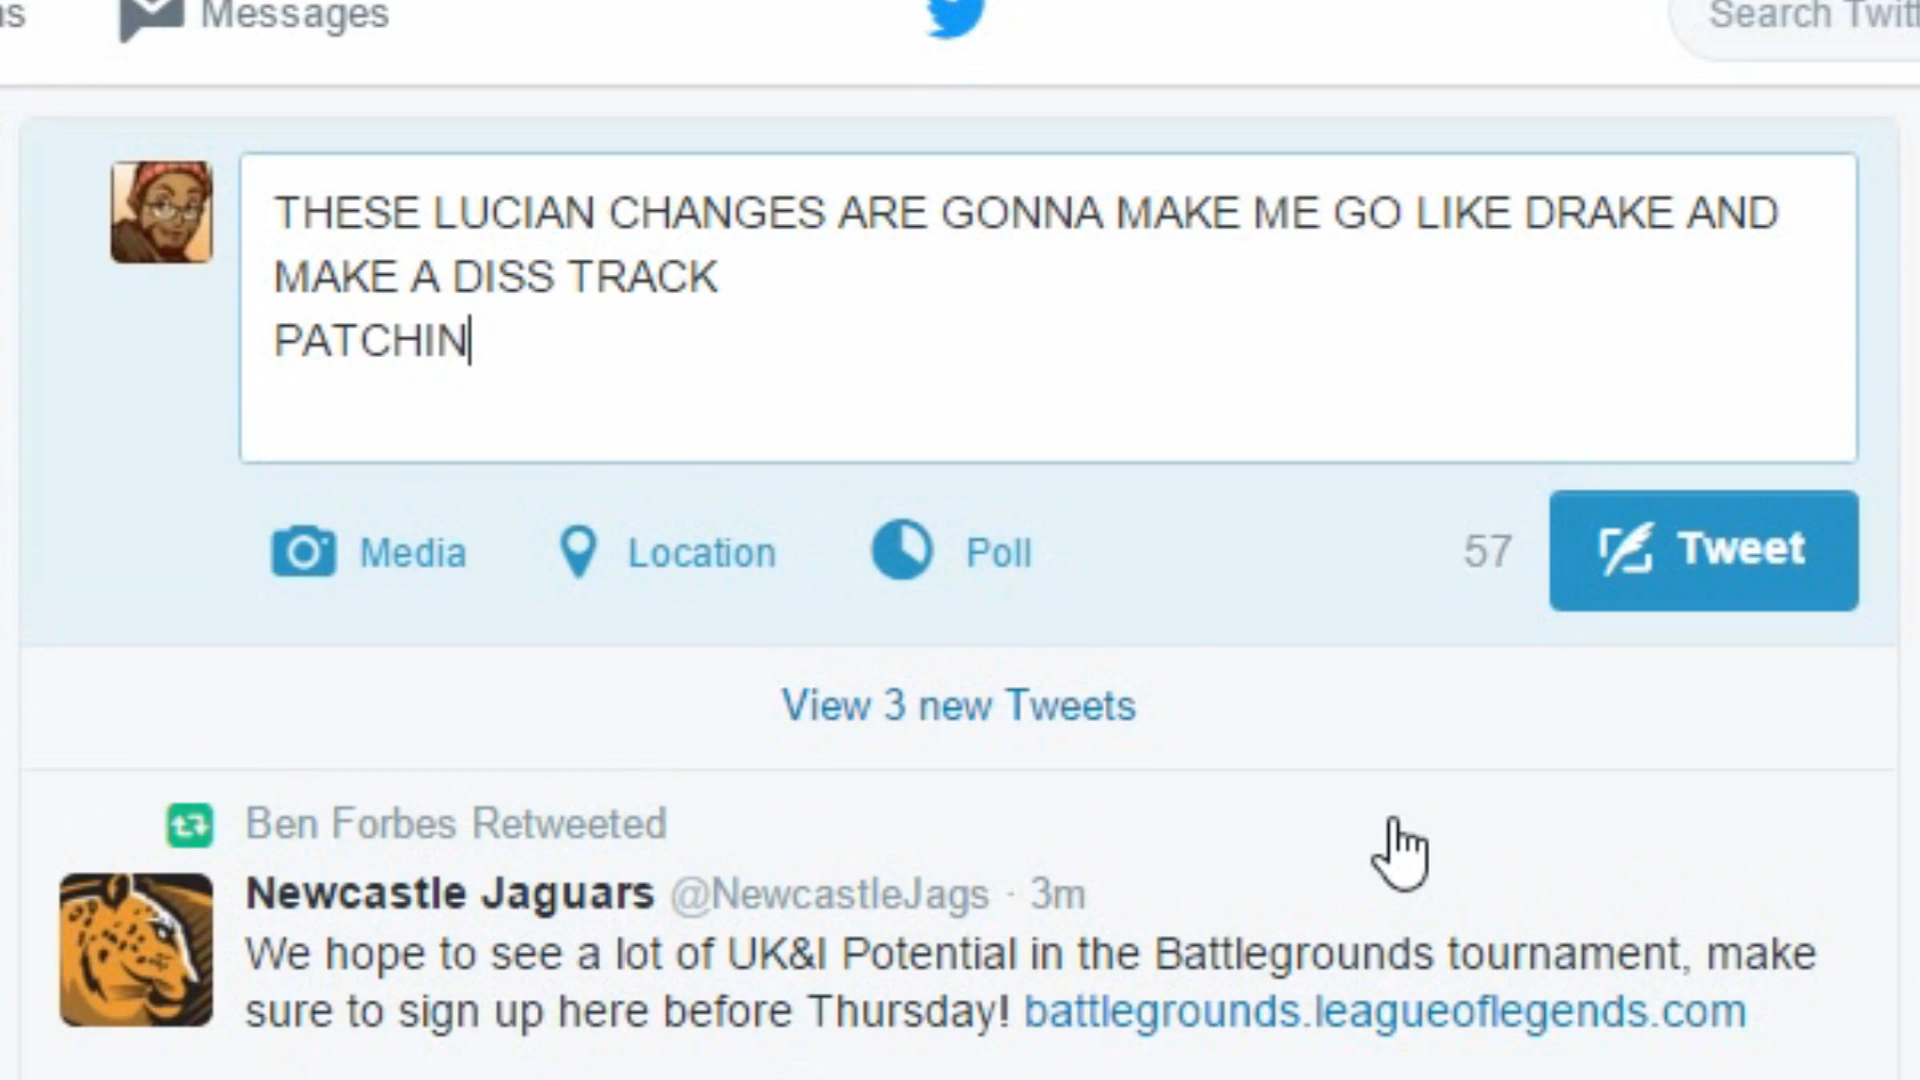 ns Messages Search Twitt
THESE LUCIAN CHANGES ARE GONNA MAKE ME GO LIKE DRAKE AND
MAKE A DISS TRACK
PATCHIN
Media Location Poll 57 Tweet
View 3 new Tweets
Ben Forbes Retweeted
Newcastle Jaguars @NewcastleJags · 3m
We hope to see a lot of UK&I Potential in the Battlegrounds tournament, make
sure to sign up here before Thursday! battlegrounds.leagueoflegends.com